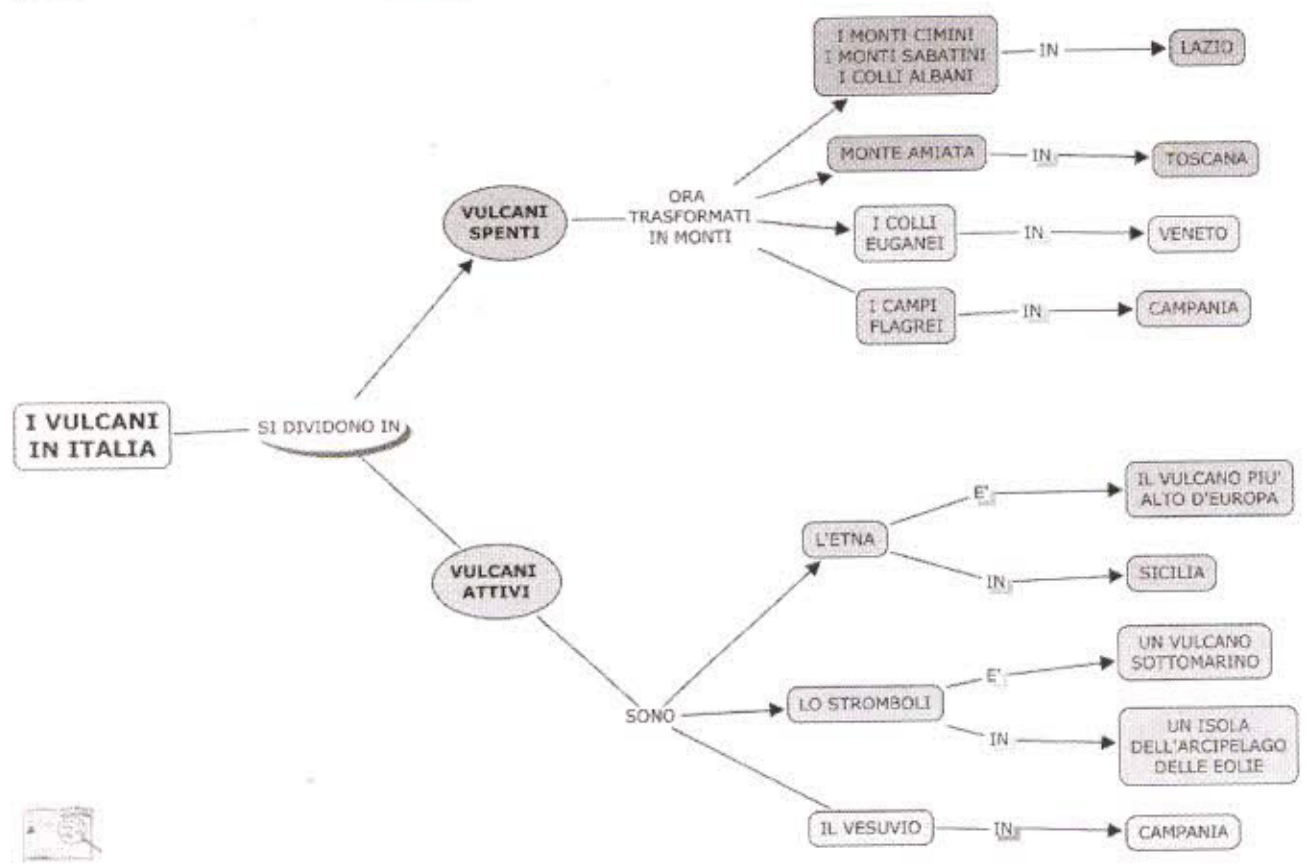 I MONTI CIMINI
I MONTI SABATINI
I COLLI ALBANI
IN
LAZIO
MONTE AMIATA
IN
TOSCANA
VULCANI
SPENTI
ORA
TRASFORMATI
IN MONTI
I COLLI
EUGANEI
IN
VENETO
I CAMPI
FLAGREI
IN
CAMPANIA
I VULCANI
IN ITALIA
SI DIVIDONO IN
VULCANI
ATTIVI
SONO
L'ETNA
E'
IL VULCANO PIU'
ALTO D'EUROPA
IN
SICILIA
LO STROMBOLI
E'
UN VULCANO
SOTTOMARINO
IN
UN ISOLA
DELL'ARCIPELAGO
DELLE EOLIE
IL VESUVIO
IN
CAMPANIA